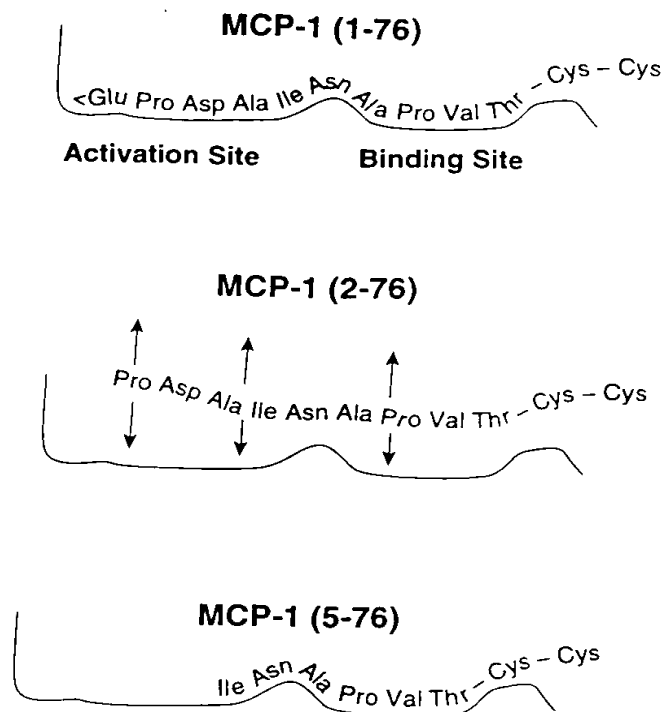 MCP-1 (1-76)
<Glu Pro Asp Ala Ile Asn Ala Pro Val Thr – Cys – Cys
Activation Site Binding Site
MCP-1 (2-76)
Pro Asp Ala Ile Asn Ala Pro Val Thr – Cys – Cys
MCP-1 (5-76)
Ile Asn Ala Pro Val Thr – Cys – Cys